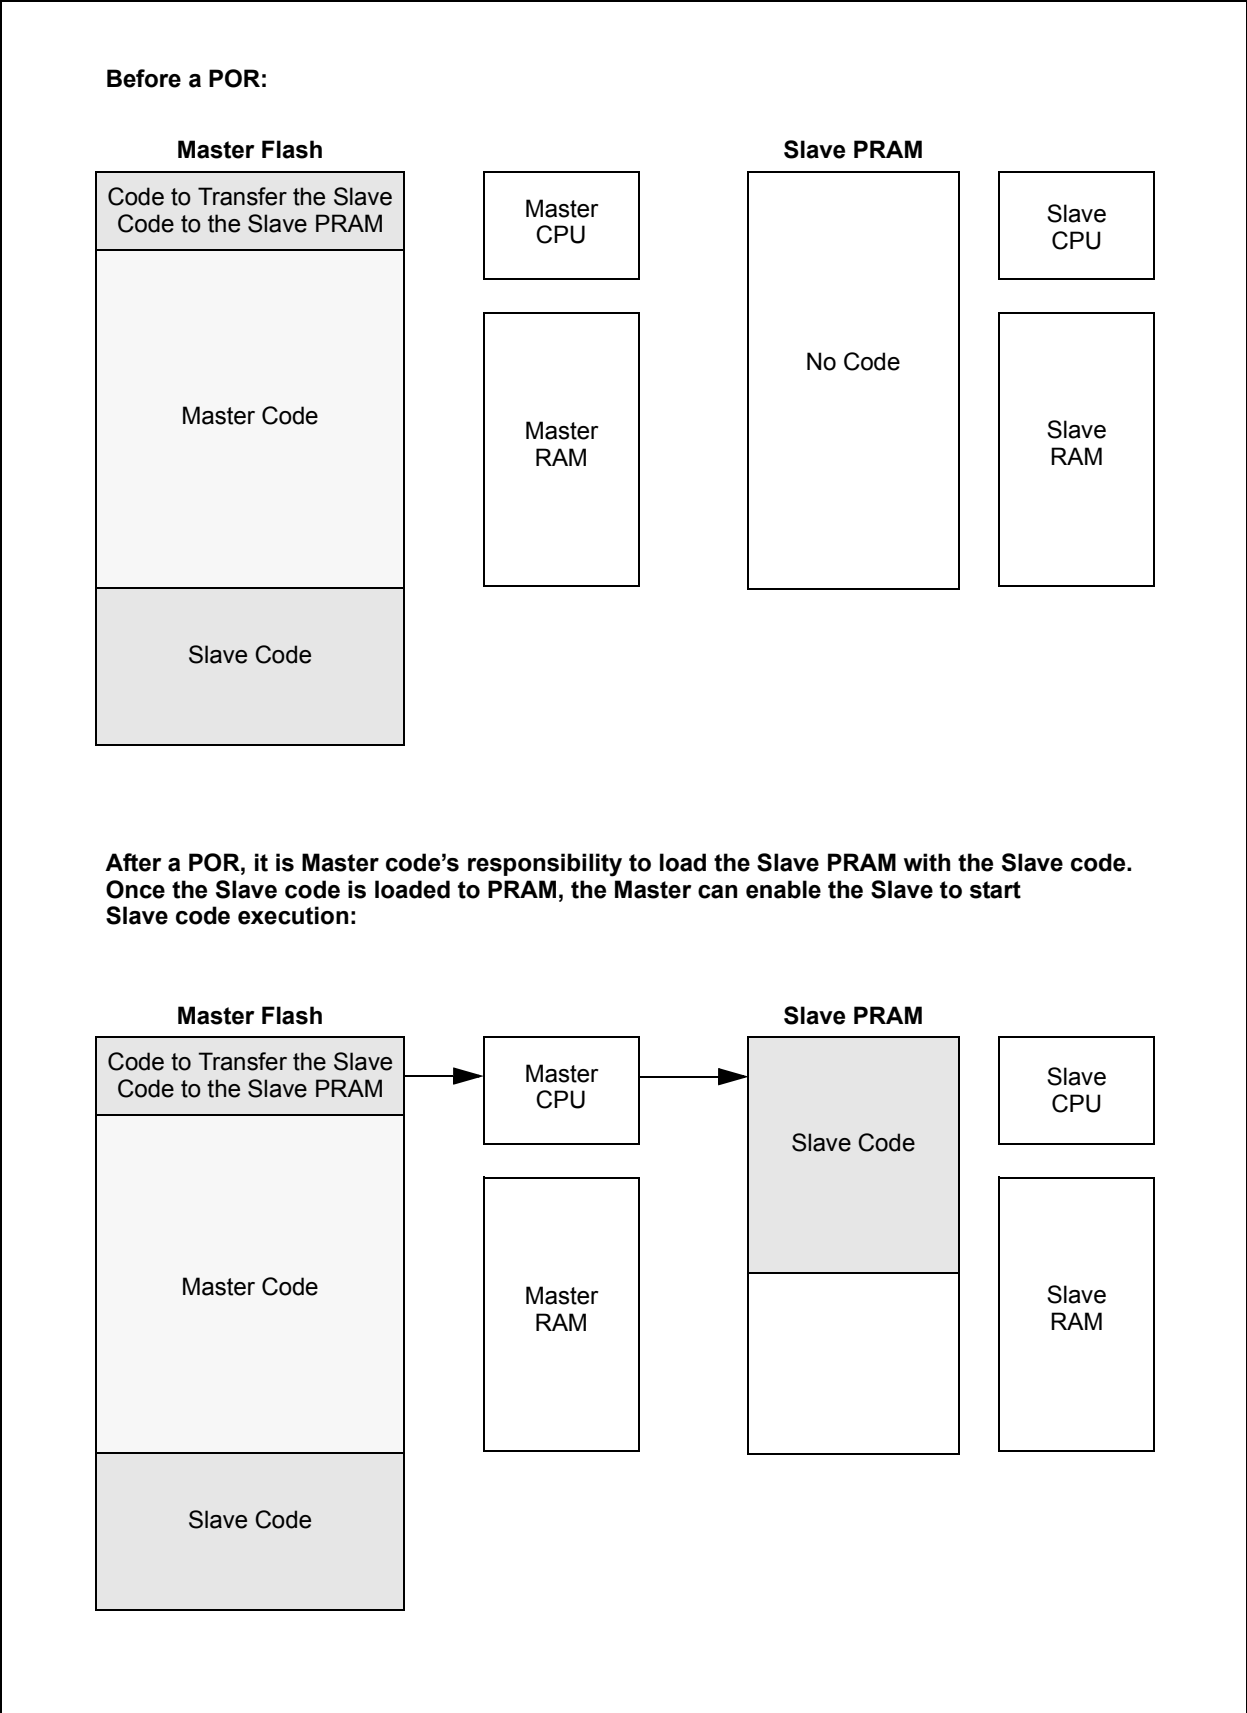 Before a POR:
Master Flash
Slave PRAM
Code to Transfer the Slave
Code to the Slave PRAM
Master
CPU
Slave
CPU
No Code
Master Code
Master
RAM
Slave
RAM
Slave Code
After a POR, it is Master code’s responsibility to load the Slave PRAM with the Slave code.
Once the Slave code is loaded to PRAM, the Master can enable the Slave to start
Slave code execution:
Master Flash
Slave PRAM
Code to Transfer the Slave
Code to the Slave PRAM
Master
CPU
Slave
CPU
Slave Code
Master Code
Master
RAM
Slave
RAM
Slave Code